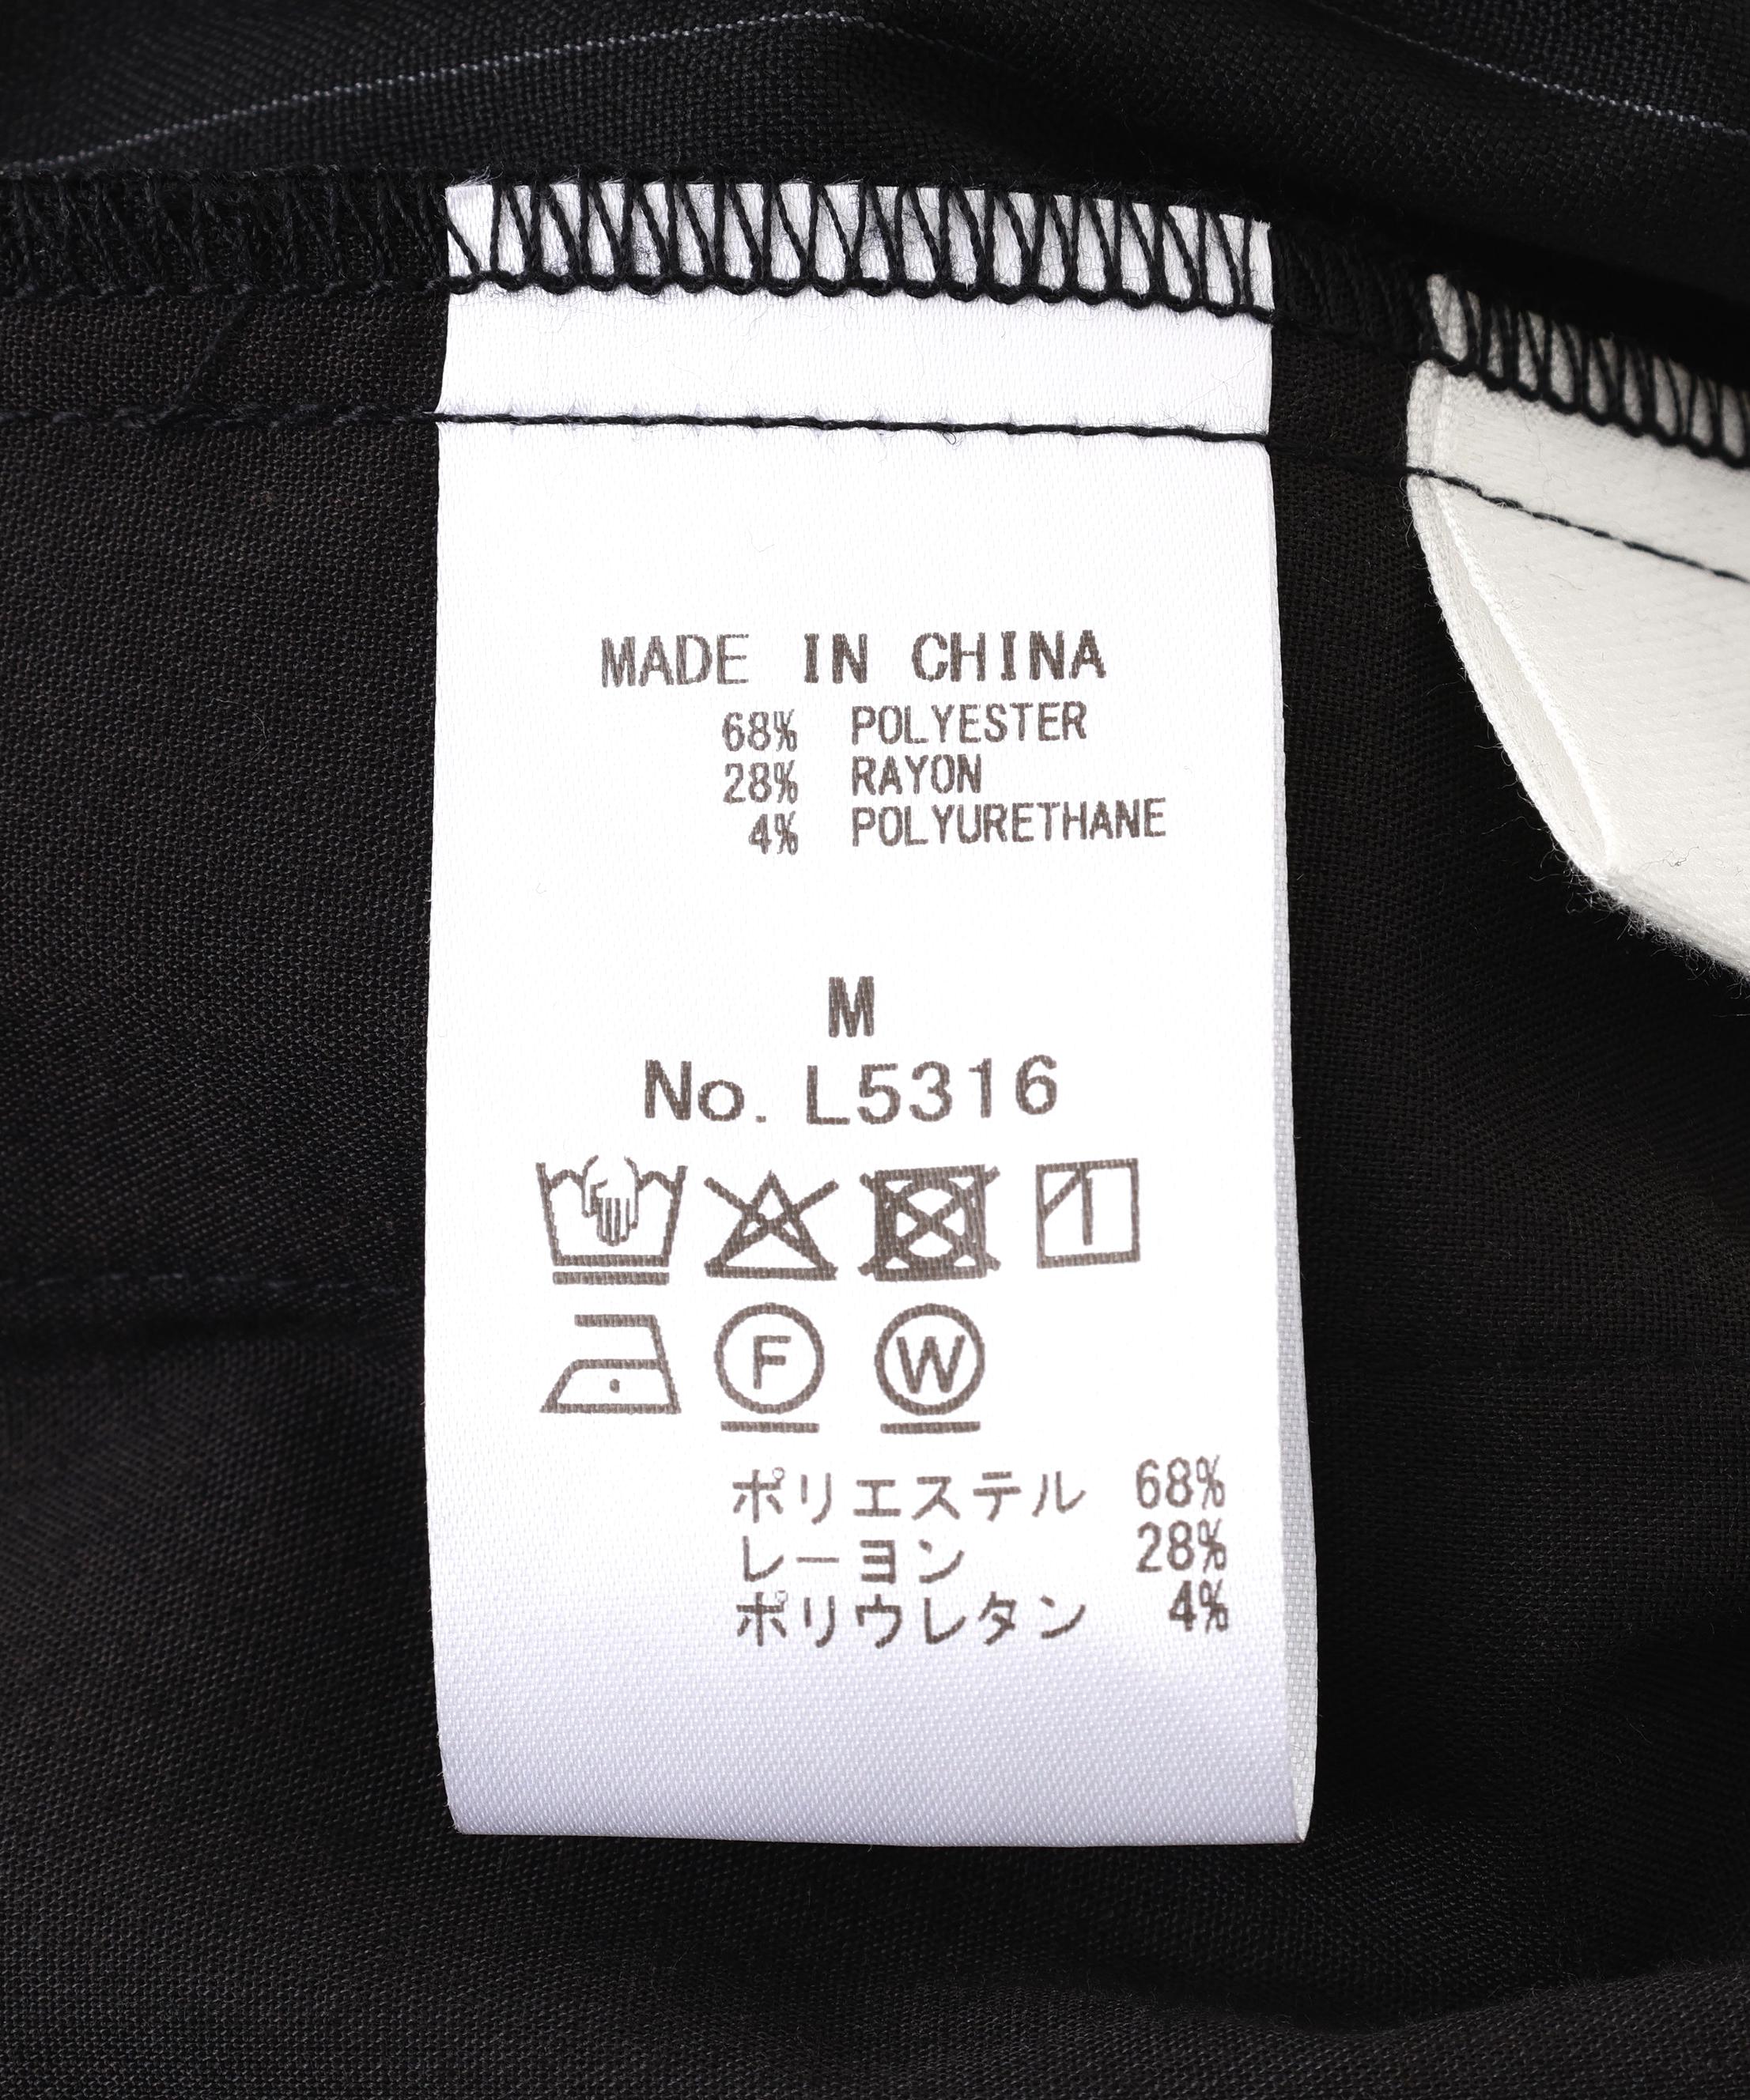 MADE IN CHINA
68% POLYESTER
28% RAYON
4% POLYURETHANE
M
No. L5316
F W
ポリエステル 68%
レーヨン 28%
ポリウレタン 4%